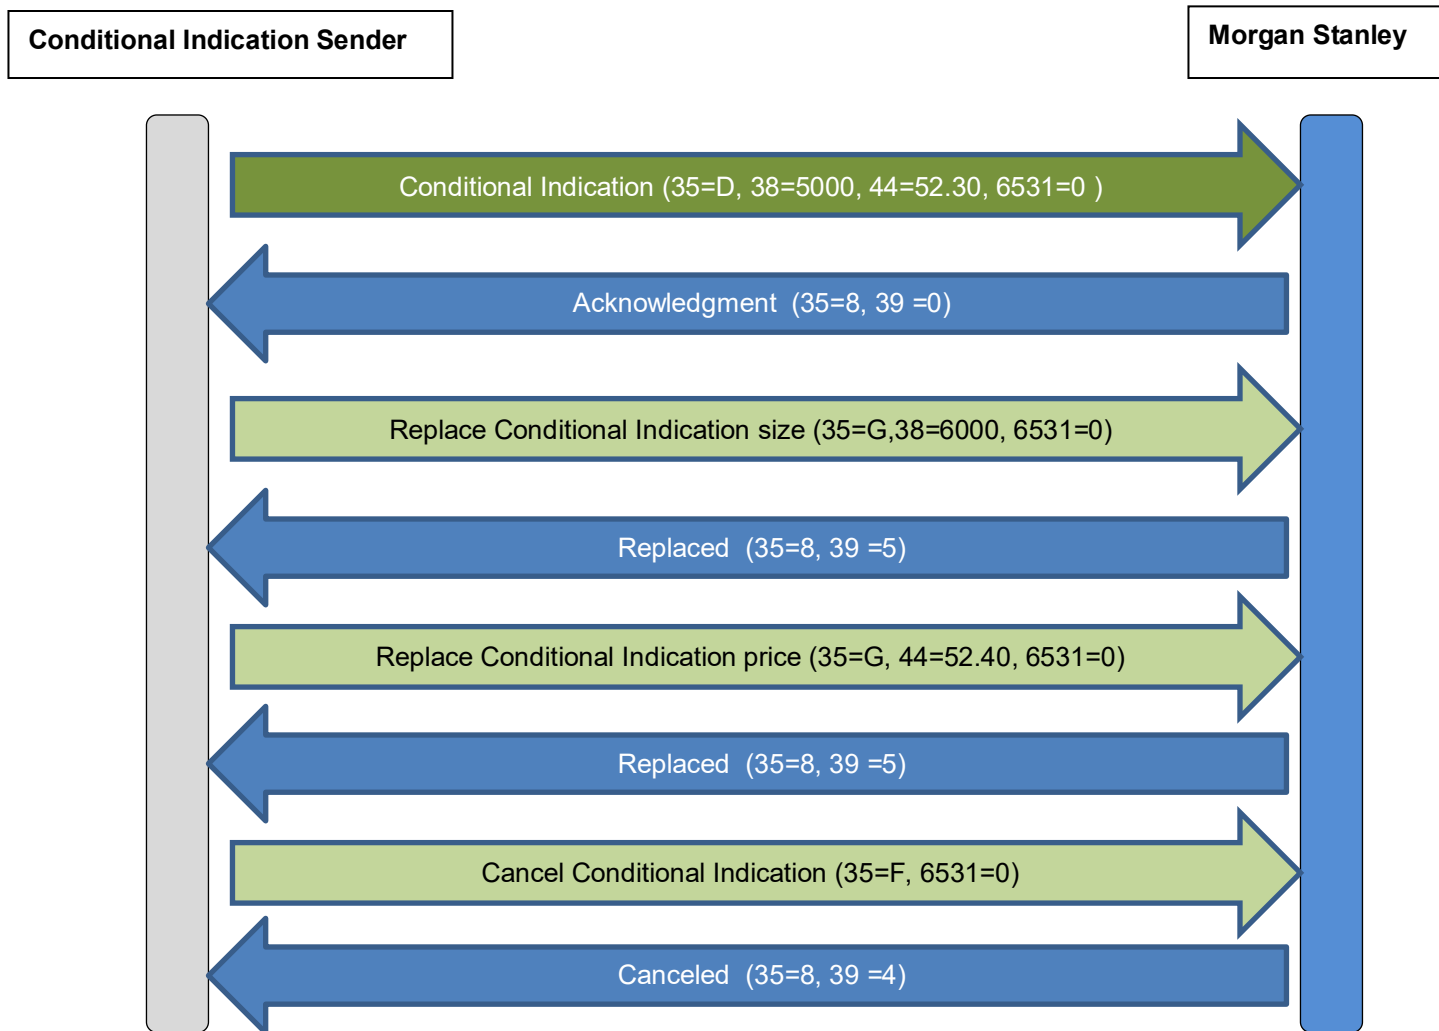 Conditional Indication Sender
Morgan Stanley
Conditional Indication (35=D, 38=5000, 44=52.30, 6531=0 )
Acknowledgment  (35=8, 39 =0)
Replace Conditional Indication size (35=G,38=6000, 6531=0)
Replaced  (35=8, 39 =5)
Replace Conditional Indication price (35=G, 44=52.40, 6531=0)
Replaced  (35=8, 39 =5)
Cancel Conditional Indication (35=F, 6531=0)
Canceled  (35=8, 39 =4)